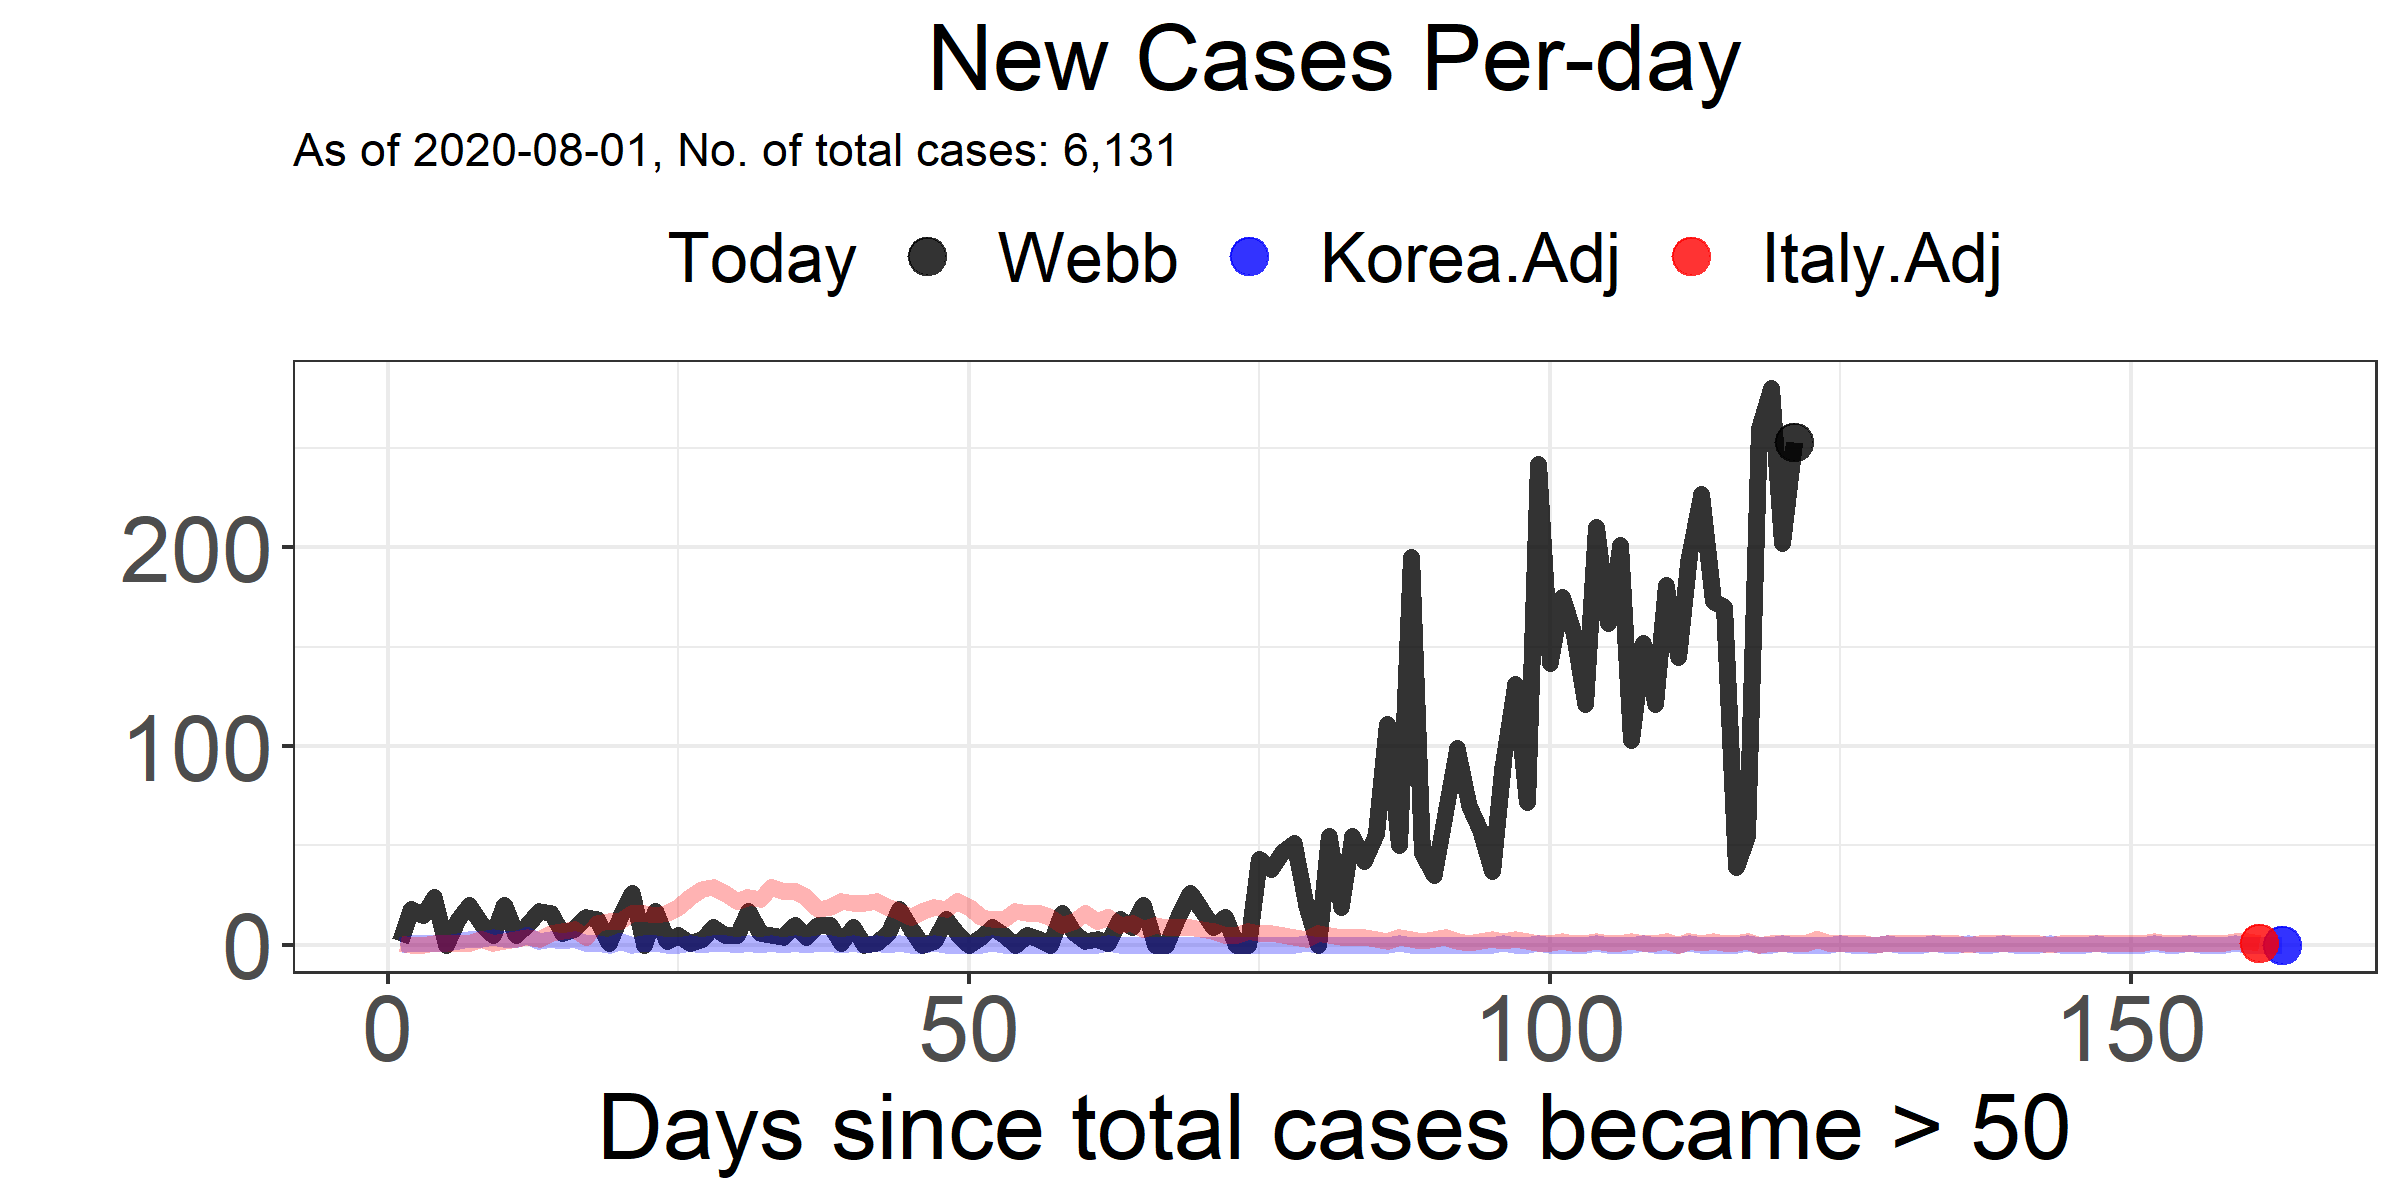 New Cases Per-day
As of 2020-08-01, No. of total cases: 6,131
Today Webb Korea.Adj Italy.Adj
200
100
0
0 50 100 150
Days since total cases became > 50